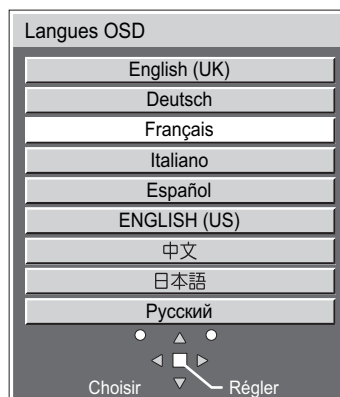 Langues OSD
English (UK)
Deutsch
Français
Italiano
Español
ENGLISH (US)
中文
日本語
Русский
Choisir Régler